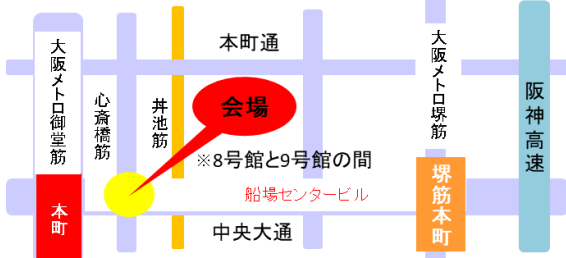 本町通
大阪メトロ御堂筋
心斎橋筋
丼池筋
会場
大阪メトロ堺筋
阪神高速
※8号館と9号館の間
船場センタービル
本町
堺筋本町
中央大通